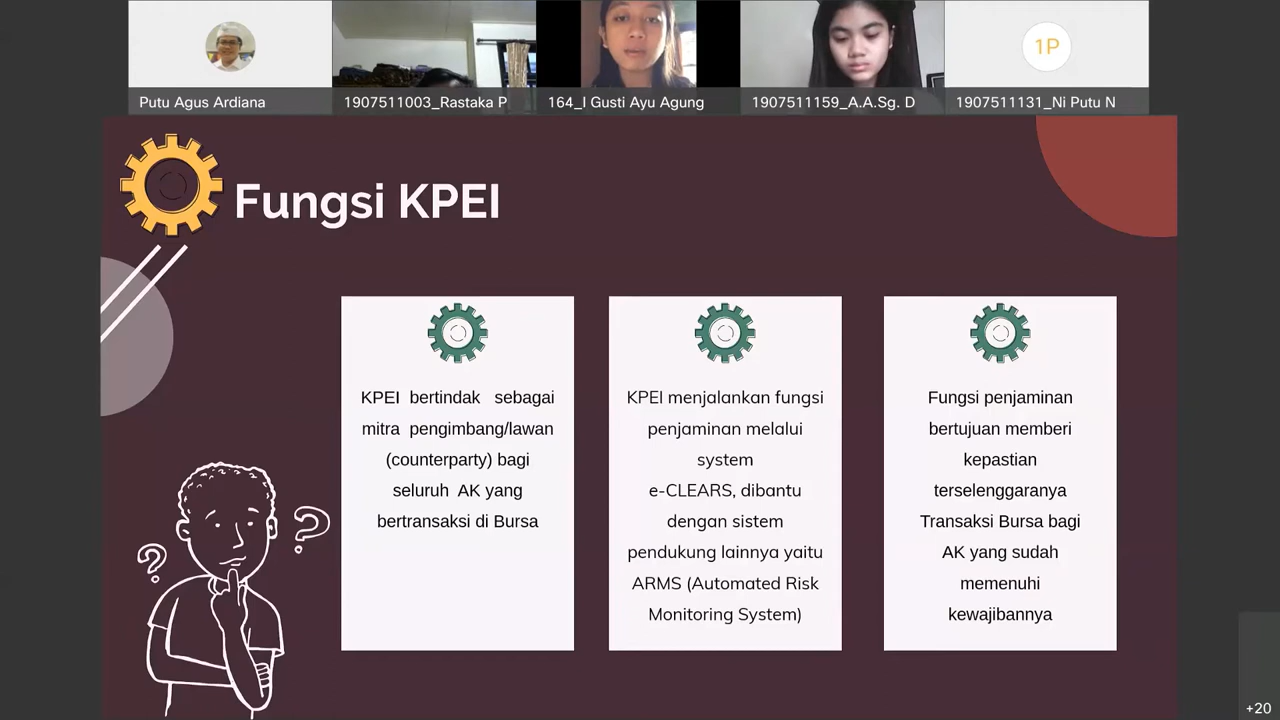 1P
Putu Agus Ardiana
1907511003_Rastaka P
164_I Gusti Ayu Agung
1907511159_A.A.Sg. D
1907511131_Ni Putu N
Fungsi KPEI
KPEI bertindak sebagai
mitra pengimbang/lawan
(counterparty) bagi
seluruh AK yang
bertransaksi di Bursa
KPEI menjalankan fungsi
penjaminan melalui
system
e-CLEARS, dibantu
dengan sistem
pendukung lainnya yaitu
ARMS (Automated Risk
Monitoring System)
Fungsi penjaminan
bertujuan memberi
kepastian
terselenggaranya
Transaksi Bursa bagi
AK yang sudah
memenuhi
kewajibannya
? ?
+20